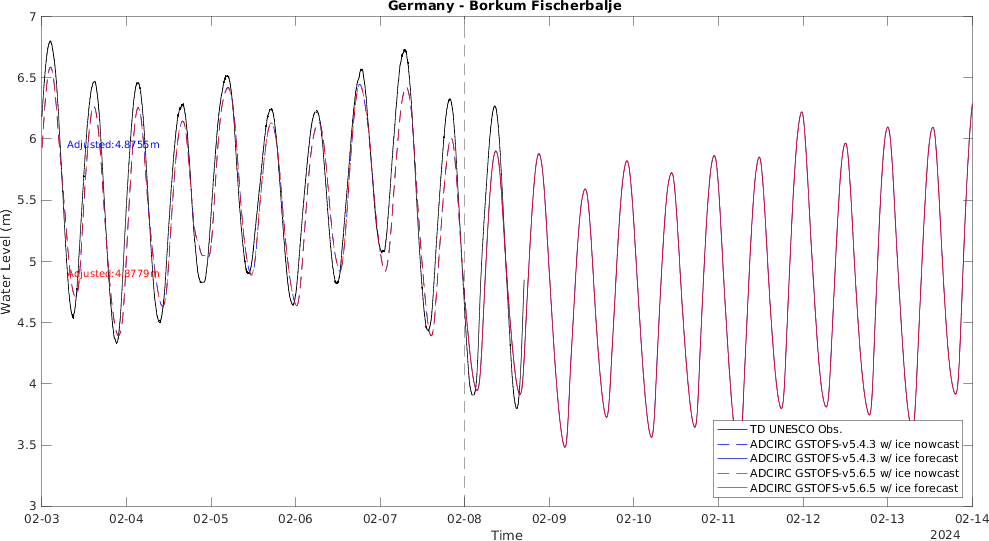 Germany - Borkum Fischerbalje
7
6.5
6
5.5
5
4.5
4
3.5
3
Water Level (m)
Adjusted:4.8755m
Adjusted:4.8779m
TD UNESCO Obs.
ADCIRC GSTOFS-v5.4.3 w/ ice nowcast
ADCIRC GSTOFS-v5.4.3 w/ ice forecast
ADCIRC GSTOFS-v5.6.5 w/ ice nowcast
ADCIRC GSTOFS-v5.6.5 w/ ice forecast
02-03 02-04 02-05 02-06 02-07 02-08 02-09 02-10 02-11 02-12 02-13 02-14
Time
2024